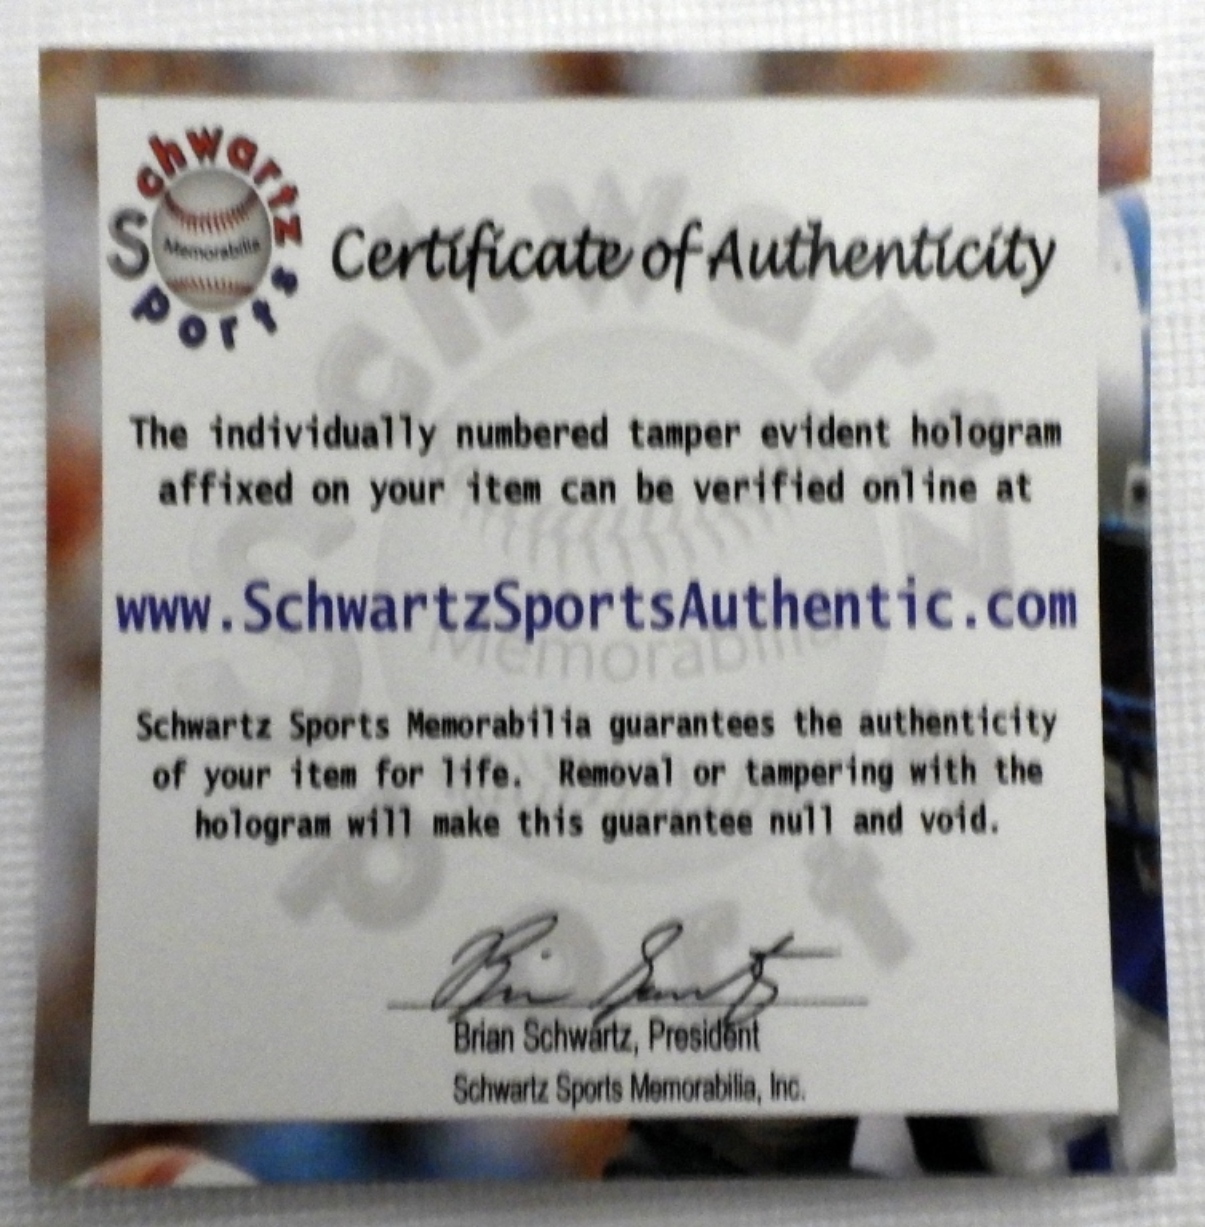 Schwartz
Sports
Memorabilia
Certificate of Authenticity
The individually numbered tamper evident hologram
affixed on your item can be verified online at
www.SchwartzSportsAuthentic.com
Schwartz Sports Memorabilia guarantees the authenticity
of your item for life. Removal or tampering with the
hologram will make this guarantee null and void.
Brian Schwartz
Brian Schwartz, President
Schwartz Sports Memorabilia, Inc.